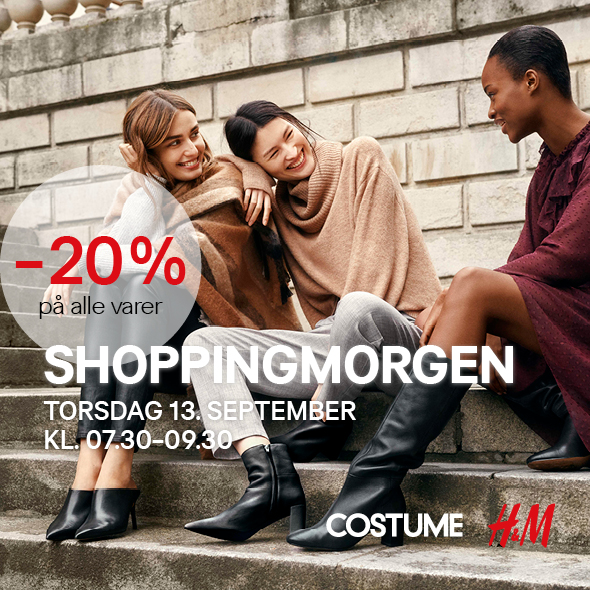 -20%
på alle varer
SHOPPINGMORGEN
TORSDAG 13. SEPTEMBER
KL. 07.30-09.30
COSTUME H&M